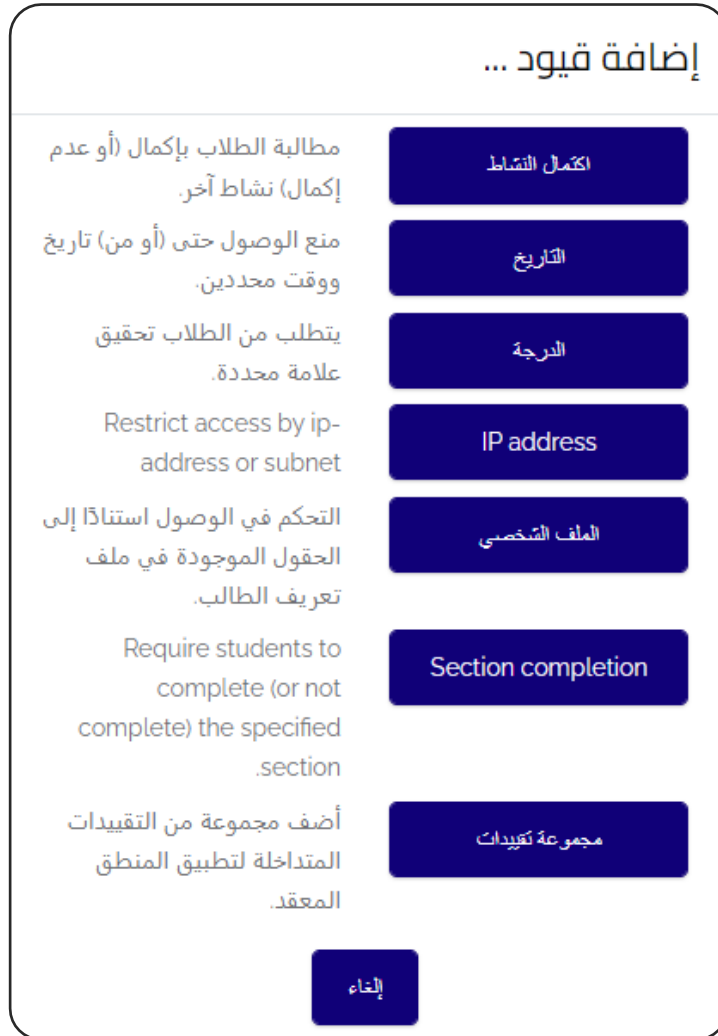 إضافة قيود ...
اكتمال النشاط
مطالبة الطلاب بإكمال (أو عدم
إكمال) نشاط آخر.
التاريخ
منع الوصول حتى (أو من) تاريخ
ووقت محددين.
الدرجة
يتطلب من الطلاب تحقيق
علامة محددة.
IP address
Restrict access by ip-
address or subnet
الملف الشخصي
التحكم في الوصول استنادًا إلى
الحقول الموجودة في ملف
تعريف الطالب.
Section completion
Require students to
complete (or not
complete) the specified
.section
مجموعة تقييدات
أضف مجموعة من التقييدات
المتداخلة لتطبيق المنطق
المعقد.
إلغاء